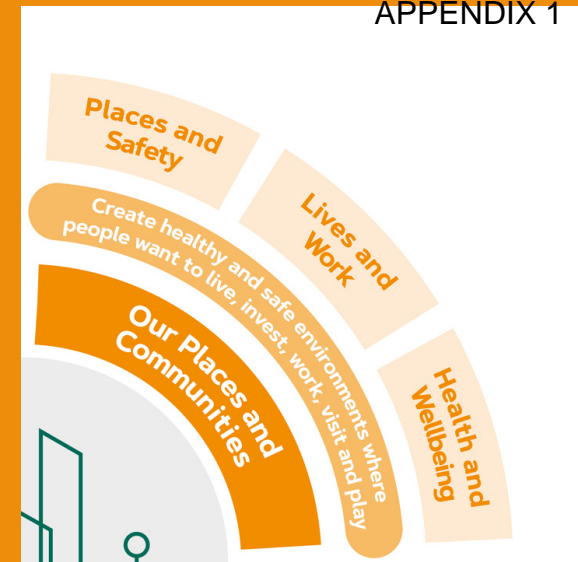 APPENDIX 1
Places and
Safety
Lives and
Work
Health and
Wellbeing
Create healthy and safe environments where
people want to live, invest, work, visit and play
Our Places and
Communities